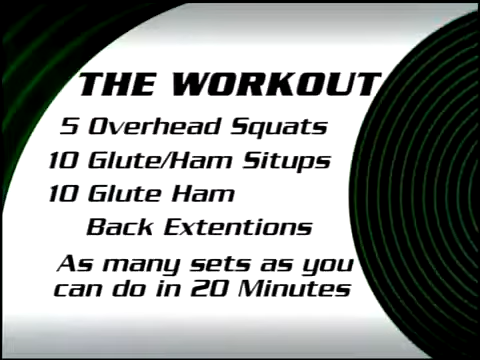 THE WORKOUT
5 Overhead Squats
10 Glute/Ham Situps
10 Glute Ham
Back Extentions
As many sets as you
can do in 20 Minutes